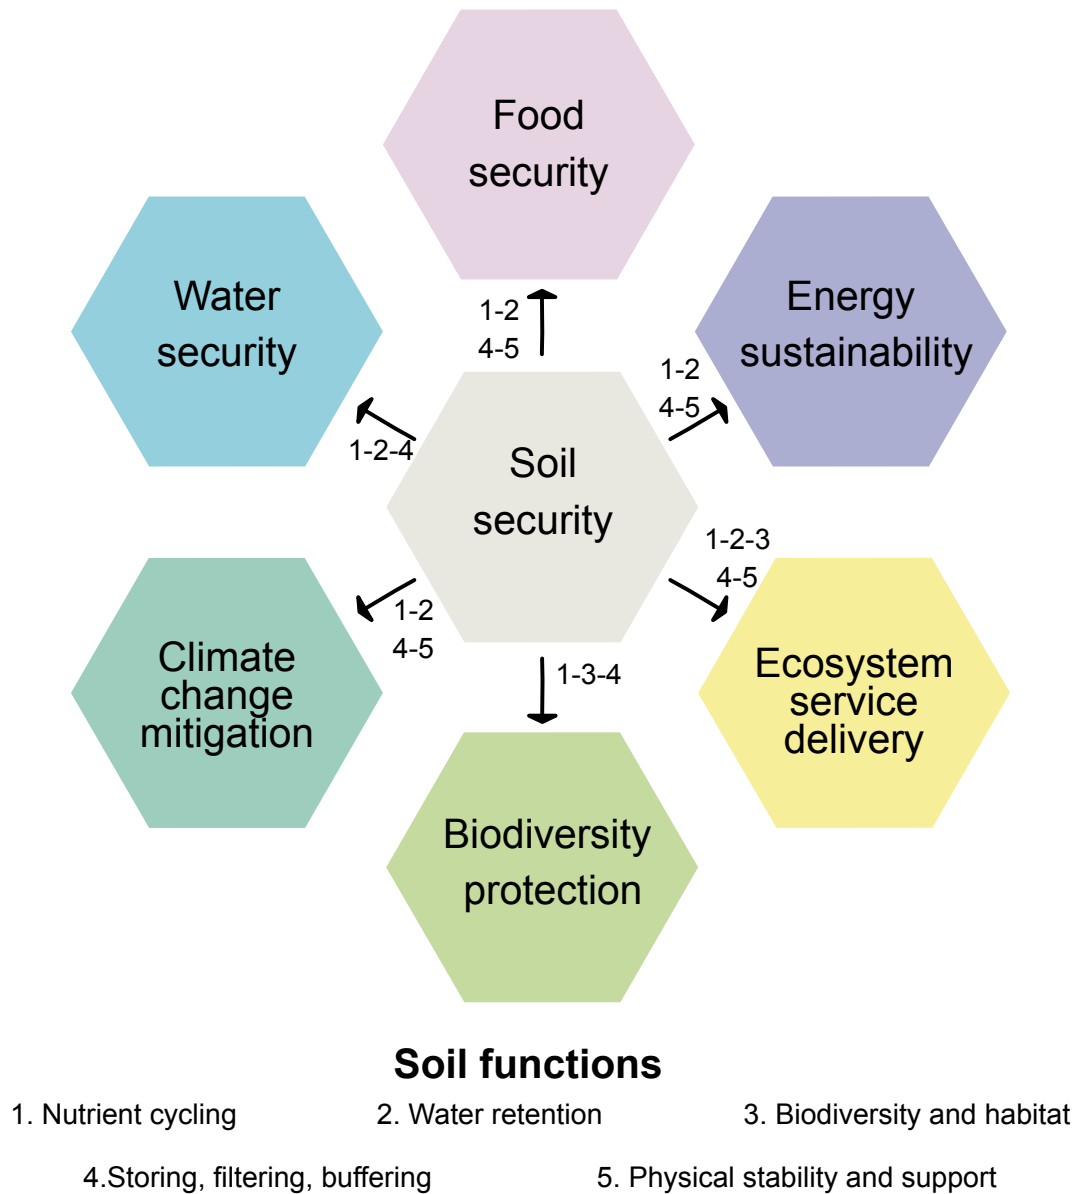 Food
security
Water
security
Energy
sustainability
1-2
4-5
1-2
4-5
1-2-4
Soil
security
1-2-3
4-5
1-2
4-5
Climate
change
mitigation
1-3-4
Ecosystem
service
delivery
Biodiversity
protection
Soil functions
1. Nutrient cycling
2. Water retention
3. Biodiversity and habitat
4.Storing, filtering, buffering
5. Physical stability and support